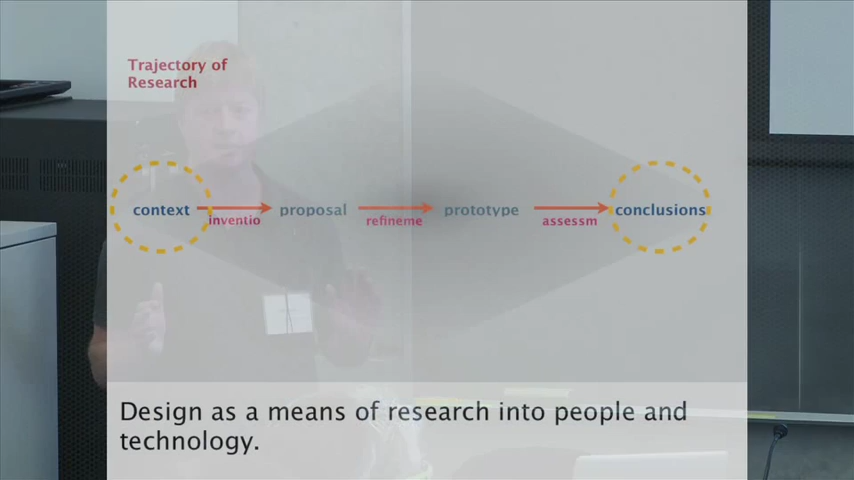 Trajectory of
Research
context
inventio
proposal
refineme
prototype
assessm
conclusions
Design as a means of research into people and
technology.